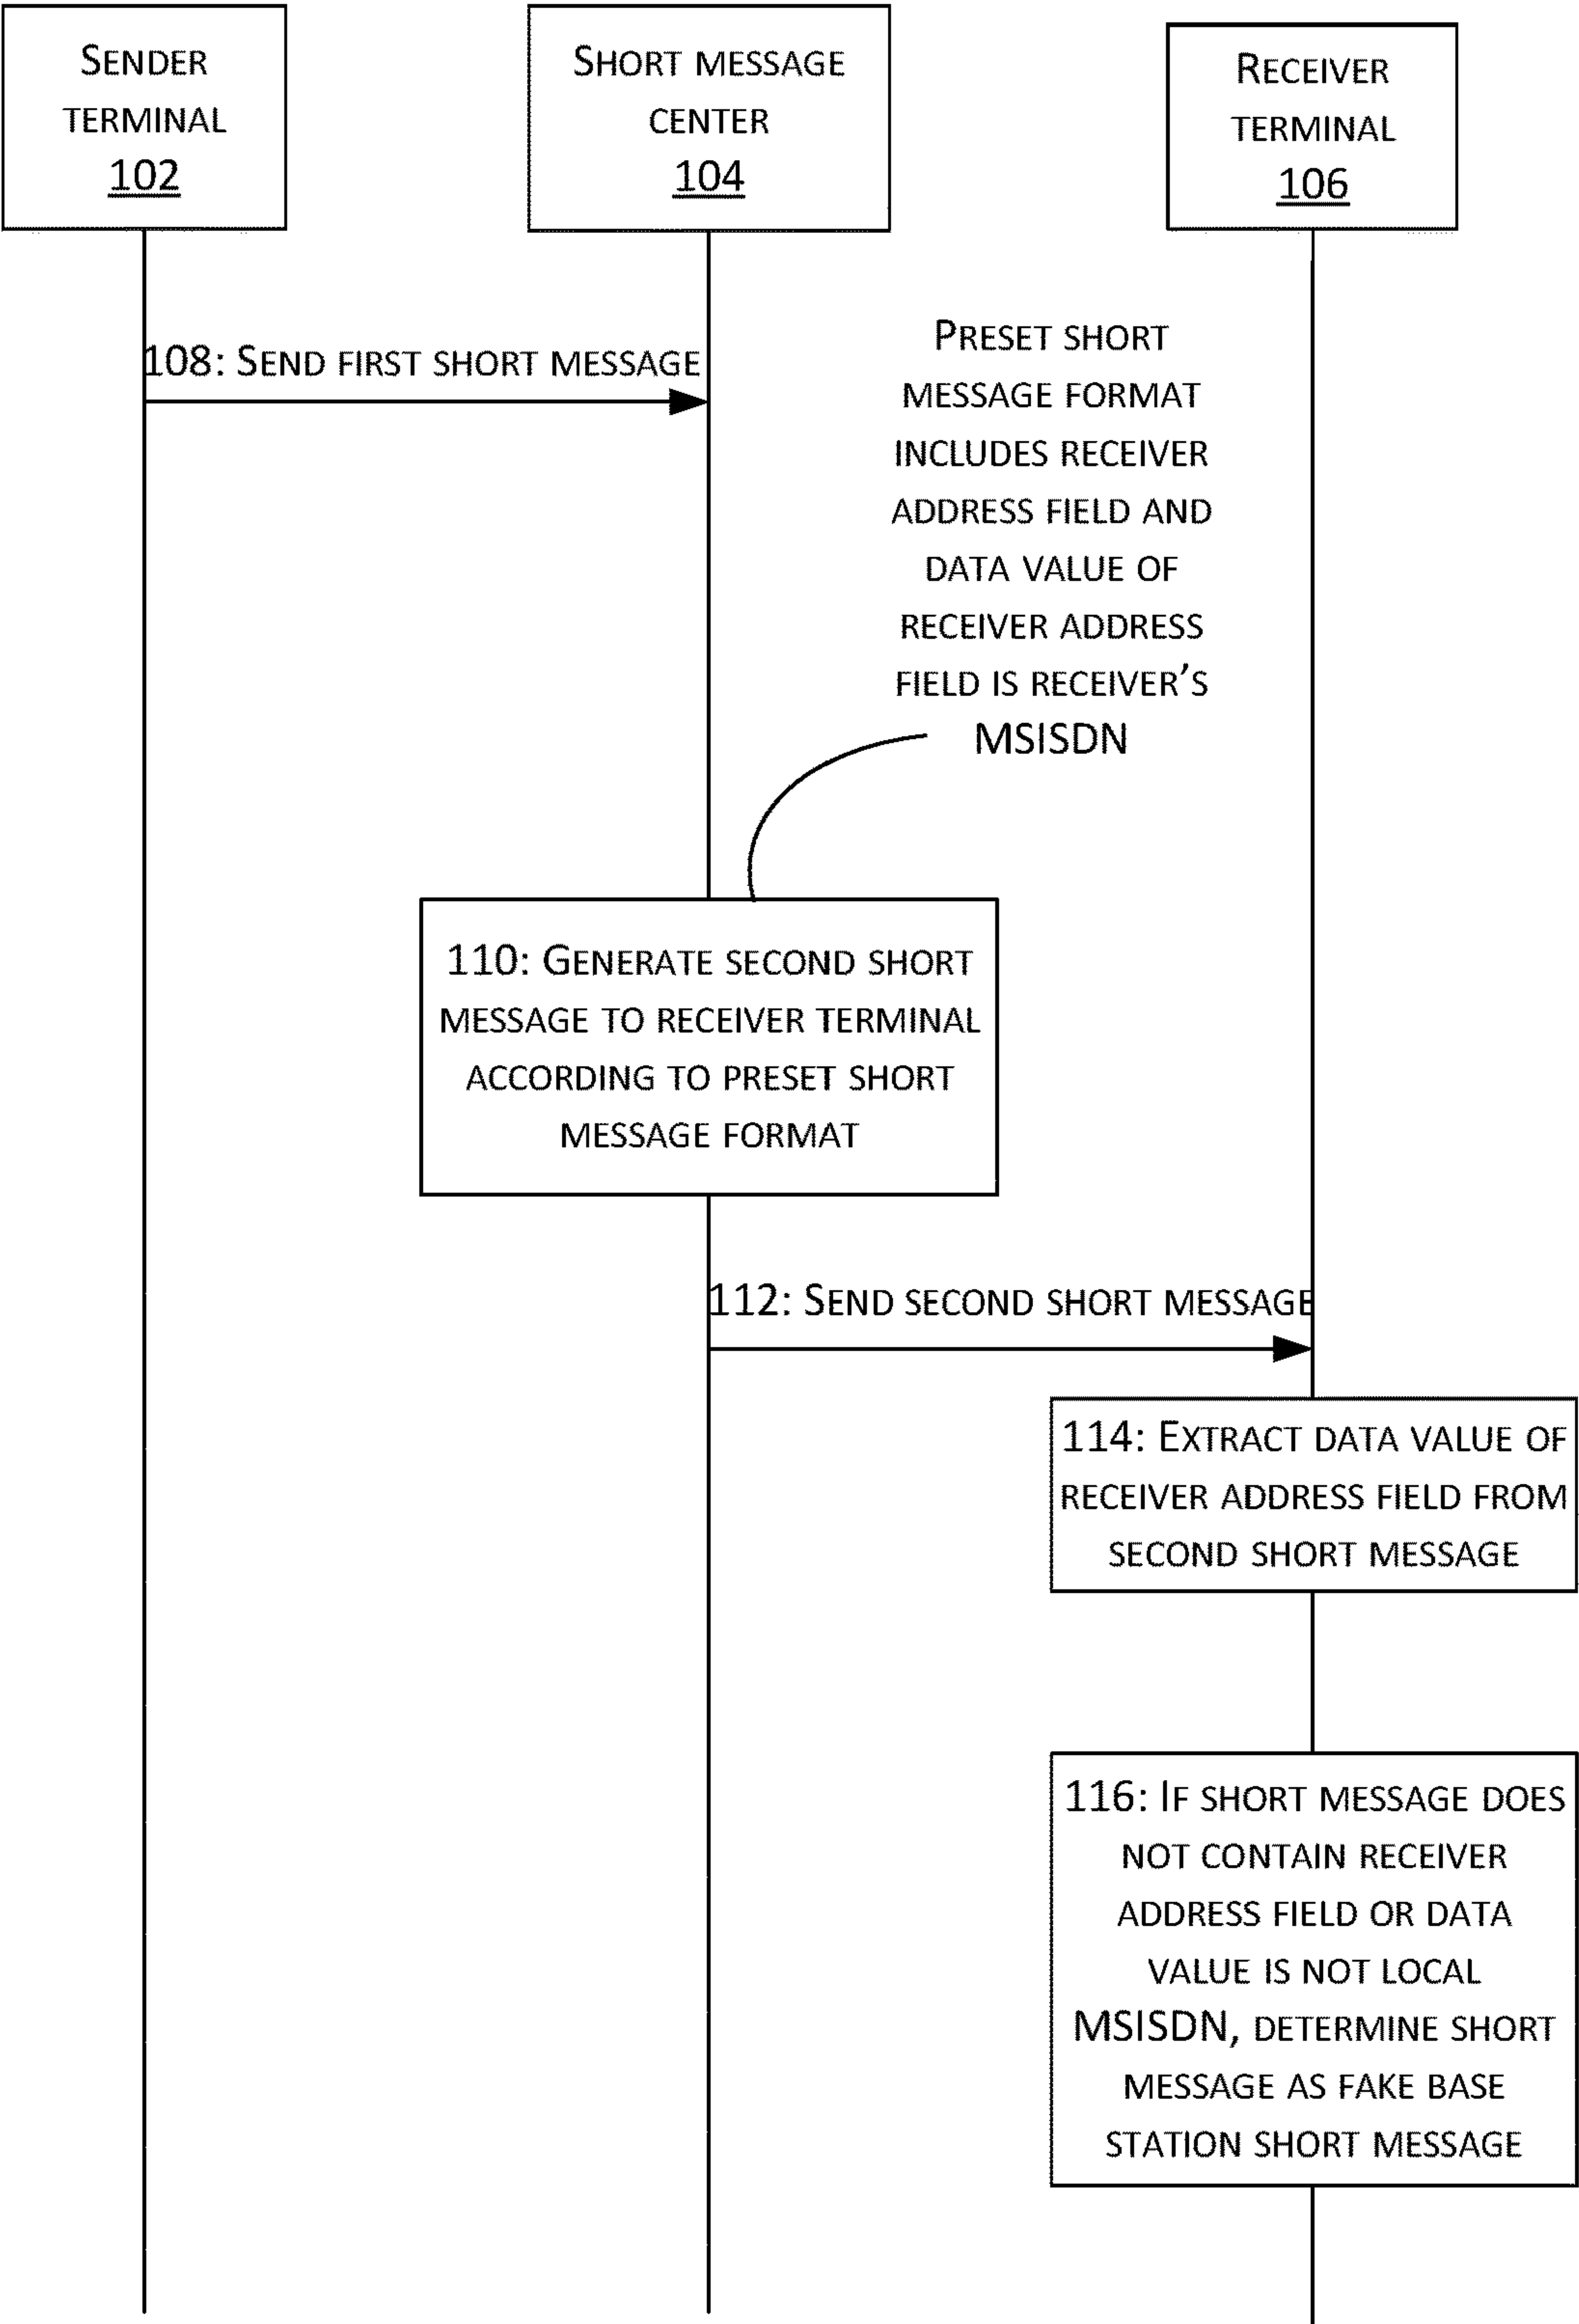 SENDER
TERMINAL
102
SHORT MESSAGE
CENTER
104
RECEIVER
TERMINAL
106
108: SEND FIRST SHORT MESSAGE
PRESET SHORT
MESSAGE FORMAT
INCLUDES RECEIVER
ADDRESS FIELD AND
DATA VALUE OF
RECEIVER ADDRESS
FIELD IS RECEIVER'S
MSISDN
110: GENERATE SECOND SHORT
MESSAGE TO RECEIVER TERMINAL
ACCORDING TO PRESET SHORT
MESSAGE FORMAT
112: SEND SECOND SHORT MESSAGE
114: EXTRACT DATA VALUE OF
RECEIVER ADDRESS FIELD FROM
SECOND SHORT MESSAGE
116: IF SHORT MESSAGE DOES
NOT CONTAIN RECEIVER
ADDRESS FIELD OR DATA
VALUE IS NOT LOCAL
MSISDN, DETERMINE SHORT
MESSAGE AS FAKE BASE
STATION SHORT MESSAGE